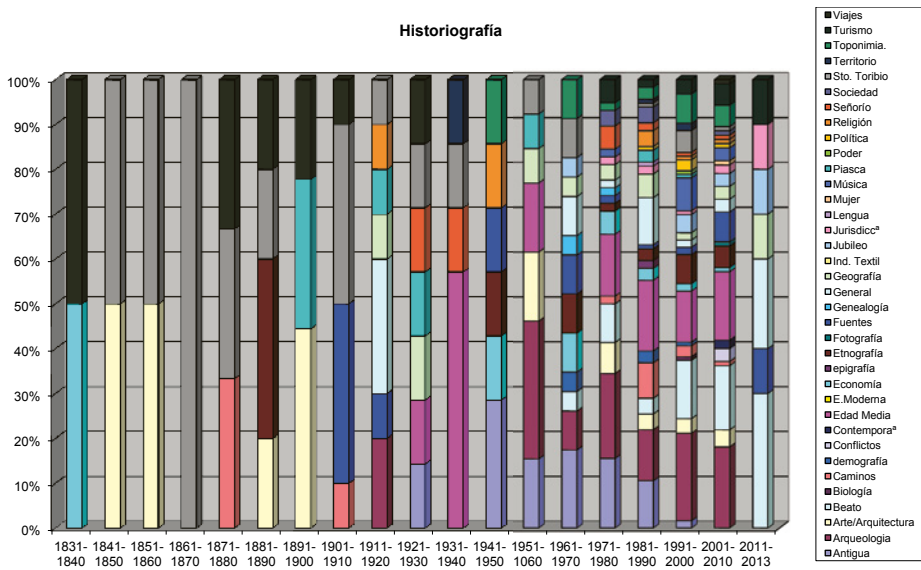 Historiografía
100%
90%
80%
70%
60%
50%
40%
30%
20%
10%
0%
1831-
1840
1841-
1850
1851-
1860
1861-
1870
1871-
1880
1881-
1890
1891-
1900
1901-
1910
1911-
1920
1921-
1930
1931-
1940
1941-
1950
1951-
1060
1961-
1970
1971-
1980
1981-
1990
1991-
2000
2001-
2010
2011-
2013
Viajes
Turismo
Toponimia.
Territorio
Sto. Toribio
Sociedad
Señorío
Religión
Política
Poder
Piasca
Música
Mujer
Lengua
Jurisdiccª
Jubileo
Ind. Textil
Geografía
General
Genealogía
Fuentes
Fotografía
Etnografía
epigrafía
Economía
E.Moderna
Edad Media
Contemporaª
Conflictos
demografía
Caminos
Biología
Beato
Arte/Arquitectura
Arqueologia
Antigua